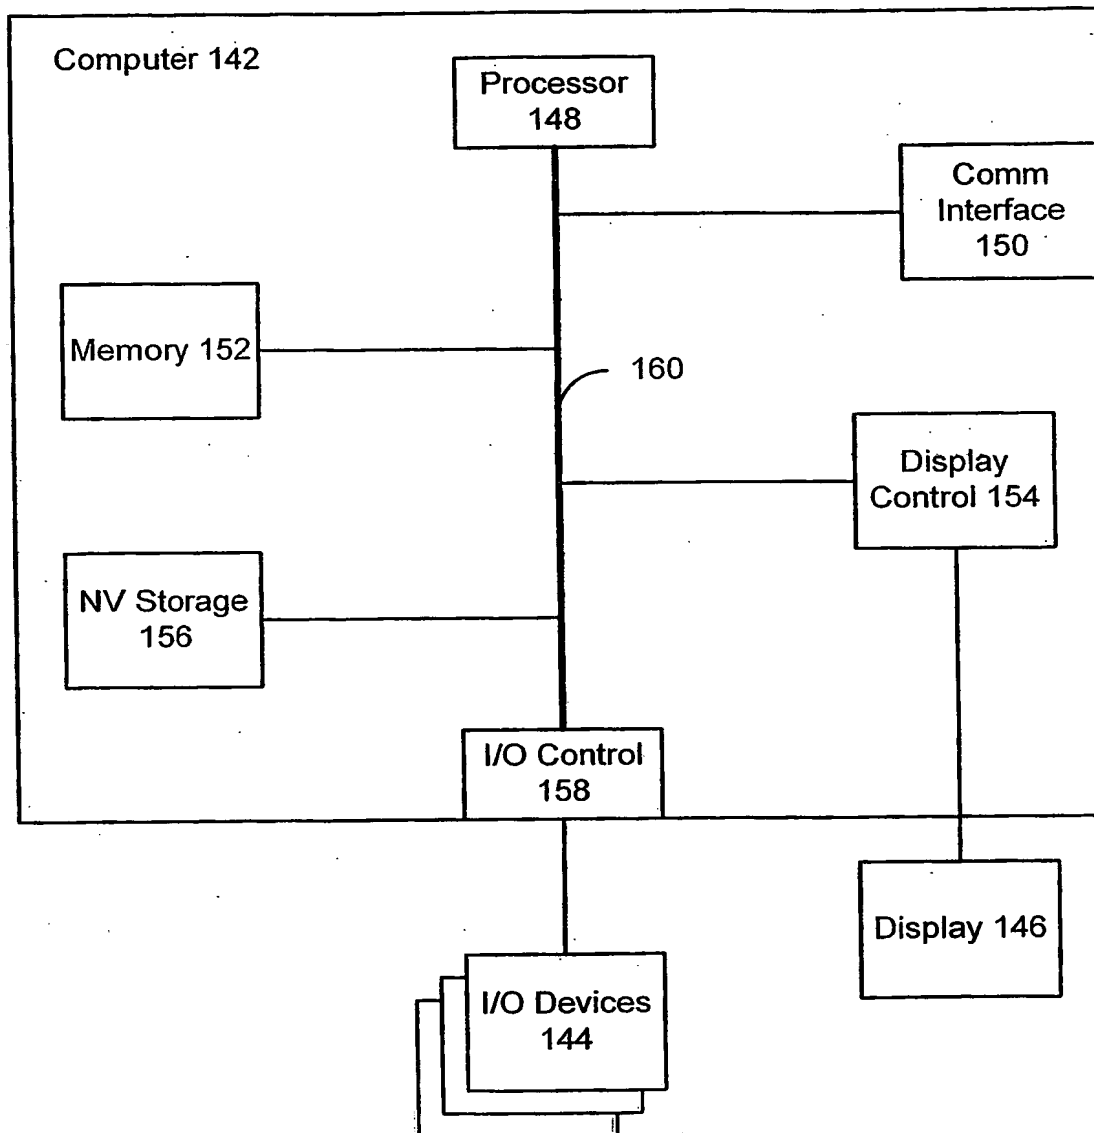 Computer 142
Processor
148
Comm
Interface
150
Memory 152
160
Display
Control 154
NV Storage
156
I/O Control
158
Display 146
I/O Devices
144